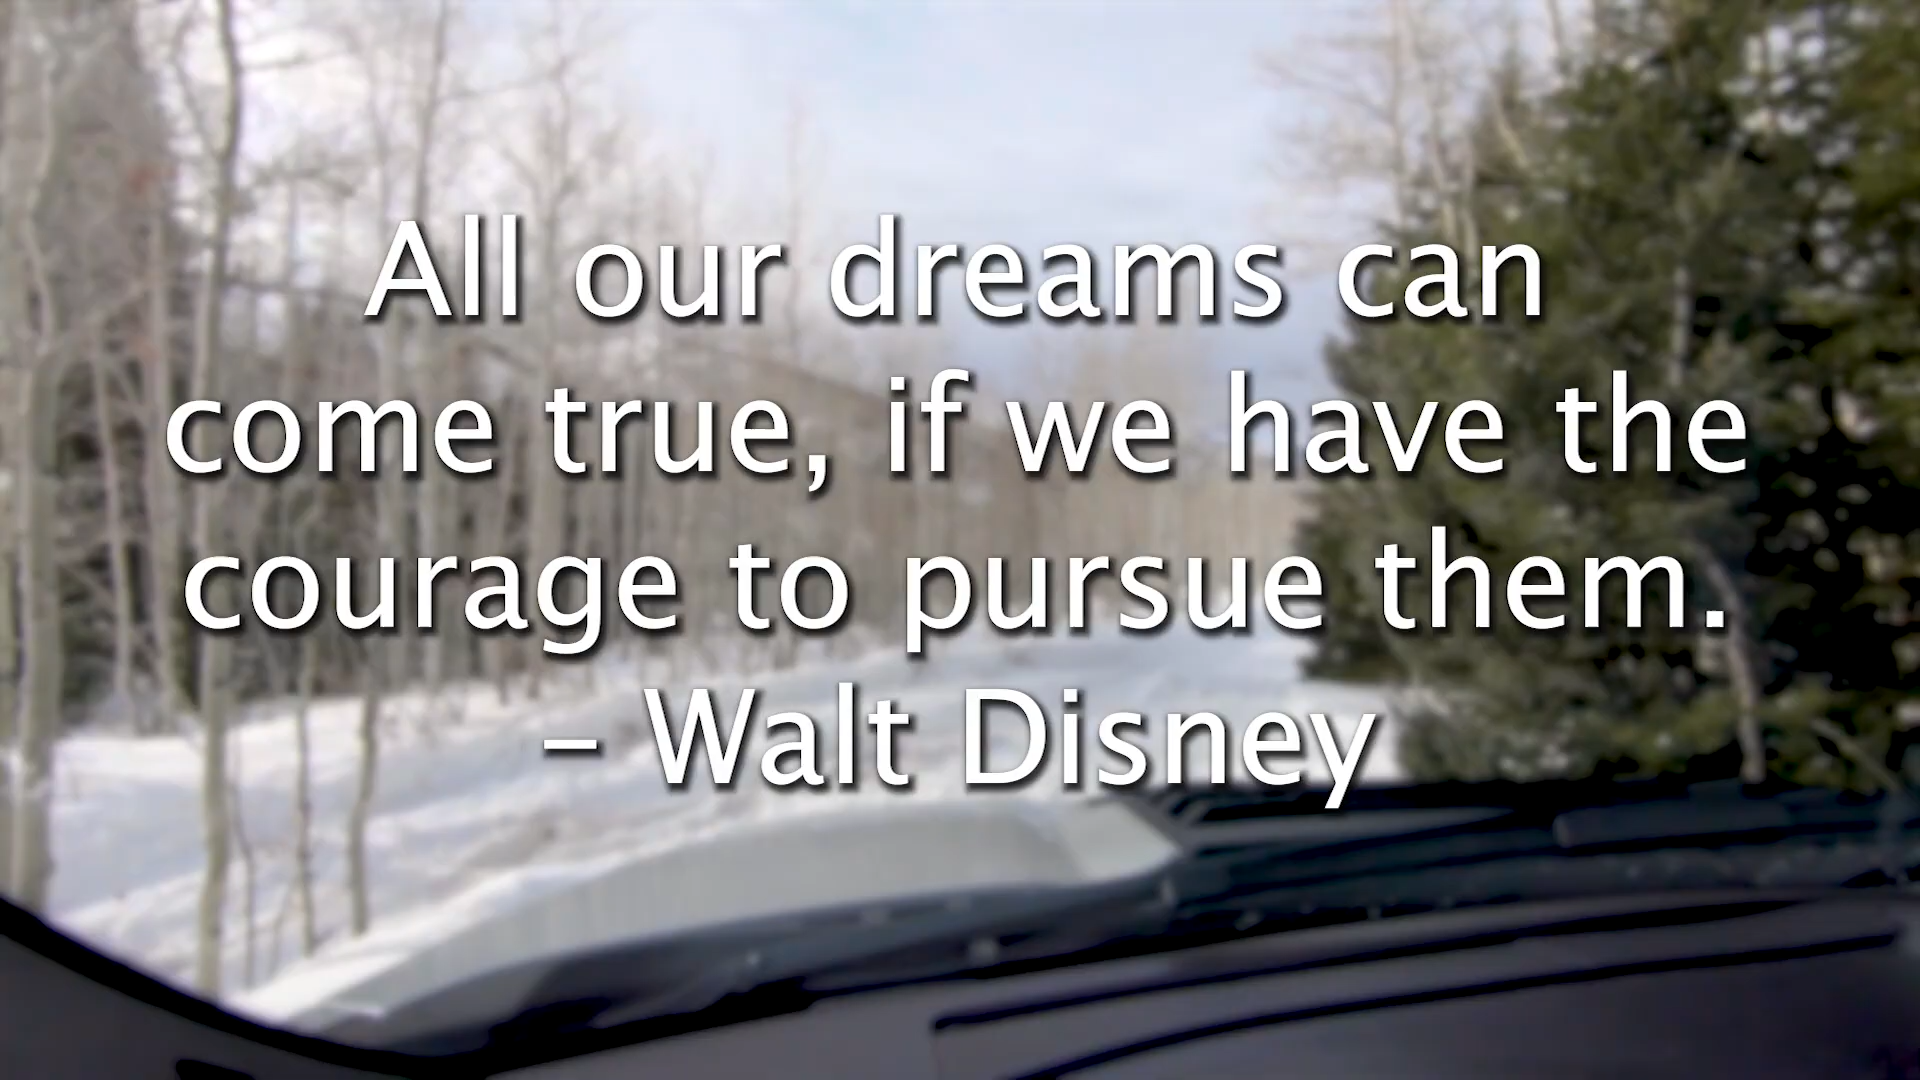 All our dreams can
come true, if we have the
courage to pursue them.
– Walt Disney